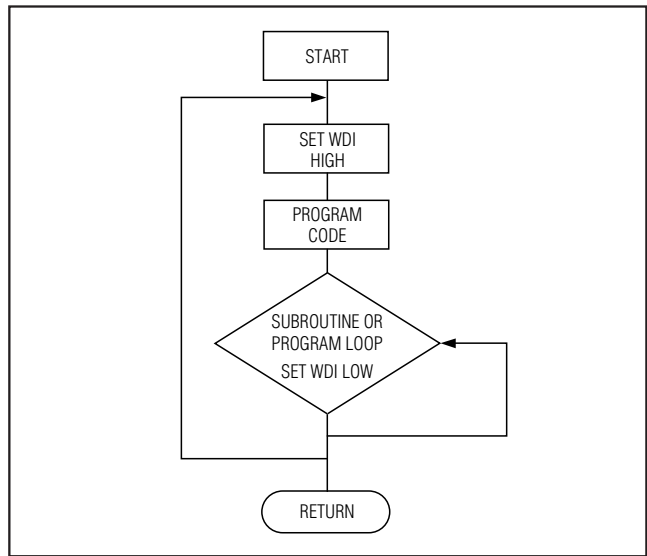 START
SET WDI
HIGH
PROGRAM
CODE
SUBROUTINE OR
PROGRAM LOOP
SET WDI LOW
RETURN